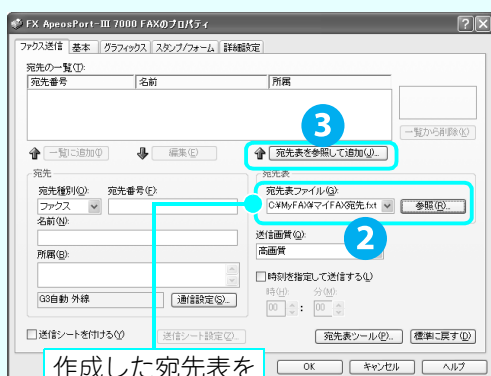 FX ApeosPort-III 7000 FAXのプロパティ
ファクス送信 基本 グラフィックス スタンプ/フォーム 詳細設定
宛先の一覧(T):
宛先番号 名前 所属
3
一覧から削除(K)
一覧に追加(I) 編集(E) 宛先表を参照して追加(J)...
宛先 宛先表
宛先種別(O): 宛先番号(F): 宛先表ファイル(G):
ファクス C:¥MyFAX¥マイFAX宛先.fxt 参照(R)...
名前(N):
2
送信画質(Q):
高画質
所属(B):
時刻を指定して送信する(L)
時(H): 分(M):
00 : 00
G3自動 外線 通信設定(S)...
送信シートを付ける(Y) 送信シート設定(Z)... 宛先表ツール(P)... 標準に戻す(D)
作成した宛先表を
OK キャンセル ヘルプ